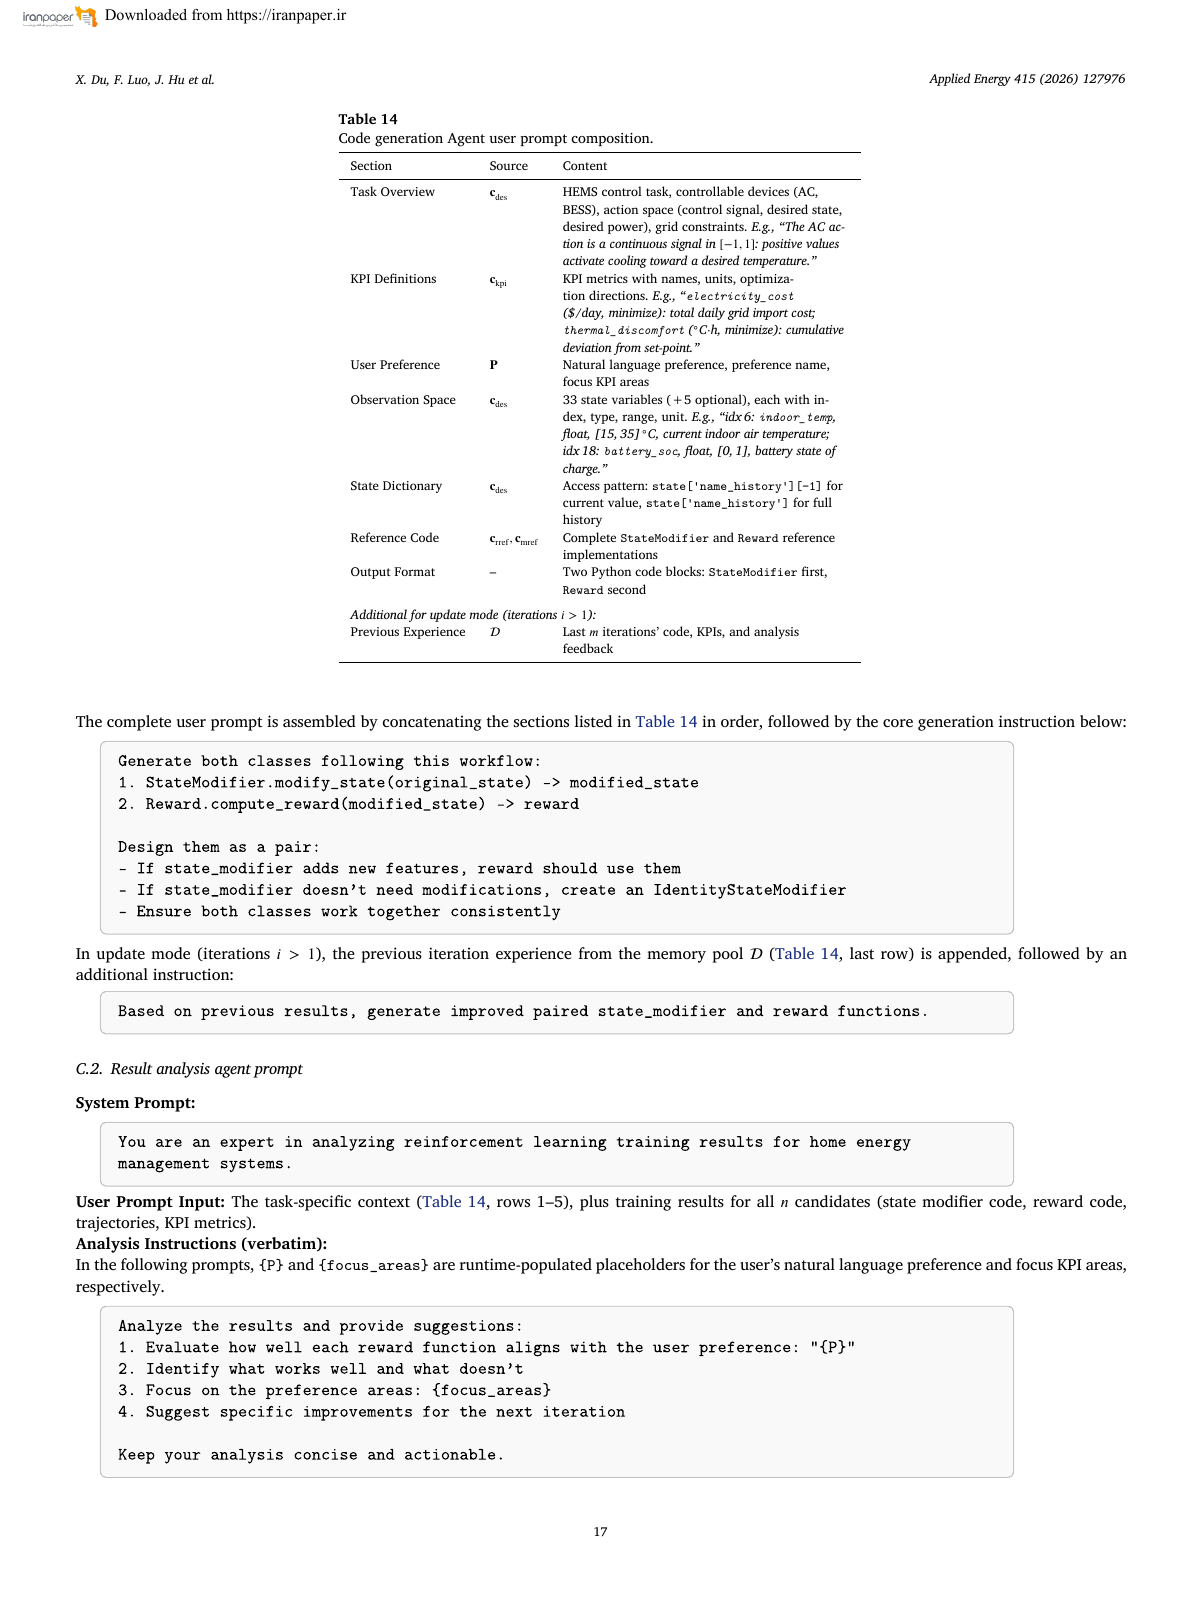 iranpaper Downloaded from https://iranpaper.ir
X. Du, F. Luo, J. Hu et al.
Applied Energy 415 (2026) 127976
Table 14
Code generation Agent user prompt composition.
Section Source Content
Task Overview c_des HEMS control task, controllable devices (AC,
BESS), action space (control signal, desired state,
desired power), grid constraints. E.g., “The AC ac-
tion is a continuous signal in [−1, 1]: positive values
activate cooling toward a desired temperature.”
KPI Definitions c_kpi KPI metrics with names, units, optimiza-
tion directions. E.g., “electricity_cost
($/day, minimize): total daily grid import cost;
thermal_discomfort (°C·h, minimize): cumulative
deviation from set-point.”
User Preference P Natural language preference, preference name,
focus KPI areas
Observation Space c_des 33 state variables (+5 optional), each with in-
dex, type, range, unit. E.g., “idx 6: indoor_temp,
float, [15, 35] °C, current indoor air temperature;
idx 18: battery_soc, float, [0, 1], battery state of
charge.”
State Dictionary c_des Access pattern: state['name_history'][-1] for
current value, state['name_history'] for full
history
Reference Code c_rref, c_mref Complete StateModifier and Reward reference
implementations
Output Format – Two Python code blocks: StateModifier first,
Reward second
Additional for update mode (iterations i > 1):
Previous Experience D Last m iterations’ code, KPIs, and analysis
feedback
The complete user prompt is assembled by concatenating the sections listed in Table 14 in order, followed by the core generation instruction below:
Generate both classes following this workflow:
1. StateModifier.modify_state(original_state) -> modified_state
2. Reward.compute_reward(modified_state) -> reward
Design them as a pair:
- If state_modifier adds new features, reward should use them
- If state_modifier doesn’t need modifications, create an IdentityStateModifier
- Ensure both classes work together consistently
In update mode (iterations i > 1), the previous iteration experience from the memory pool D (Table 14, last row) is appended, followed by an
additional instruction:
Based on previous results, generate improved paired state_modifier and reward functions.
C.2. Result analysis agent prompt
System Prompt:
You are an expert in analyzing reinforcement learning training results for home energy
management systems.
User Prompt Input: The task-specific context (Table 14, rows 1–5), plus training results for all n candidates (state modifier code, reward code,
trajectories, KPI metrics).
Analysis Instructions (verbatim):
In the following prompts, {P} and {focus_areas} are runtime-populated placeholders for the user’s natural language preference and focus KPI areas,
respectively.
Analyze the results and provide suggestions:
1. Evaluate how well each reward function aligns with the user preference: "{P}"
2. Identify what works well and what doesn’t
3. Focus on the preference areas: {focus_areas}
4. Suggest specific improvements for the next iteration
Keep your analysis concise and actionable.
17